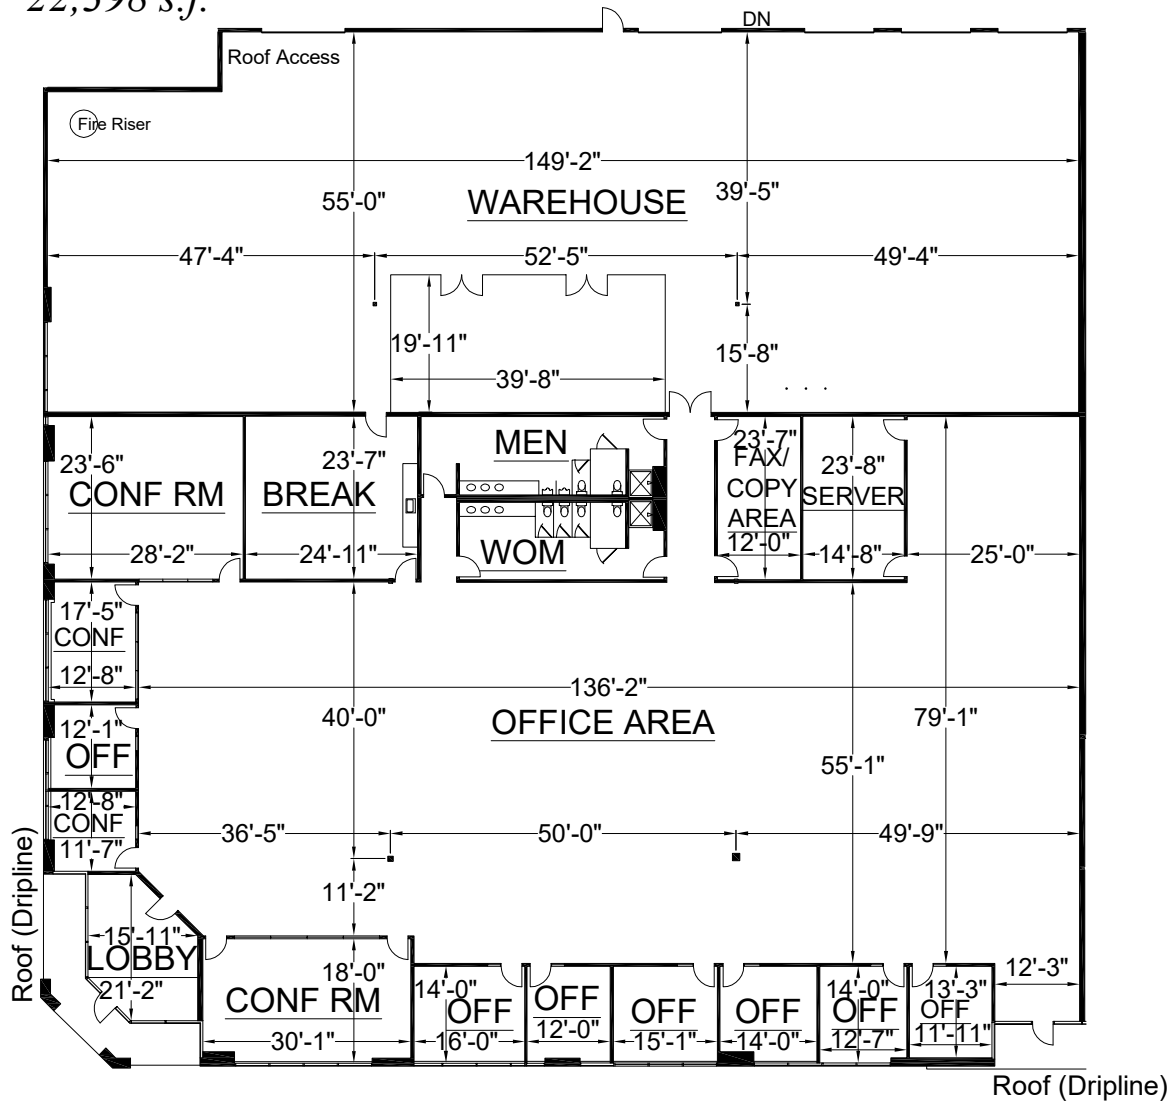 22,398 s.f.
DN
Roof Access
Fire Riser
149'-2"
55'-0"
39'-5"
WAREHOUSE
47'-4"
52'-5"
49'-4"
19'-11"
15'-8"
39'-8"
MEN
23'-6"
23'-7"
23'-7"
23'-8"
FAX/
COPY
AREA
CONF RM
BREAK
SERVER
WOM
28'-2"
24'-11"
12'-0"
14'-8"
25'-0"
17'-5"
CONF
12'-8"
136'-2"
40'-0"
OFFICE AREA
79'-1"
12'-1"
OFF
55'-1"
12'-8"
CONF
11'-7"
36'-5"
50'-0"
49'-9"
11'-2"
Roof (Dripline)
15'-11"
LOBBY
21'-2"
18'-0"
CONF RM
30'-1"
14'-0"
OFF
16'-0"
OFF
12'-0"
OFF
15'-1"
OFF
14'-0"
14'-0"
OFF
12'-7"
13'-3"
OFF
11'-11"
12'-3"
Roof (Dripline)